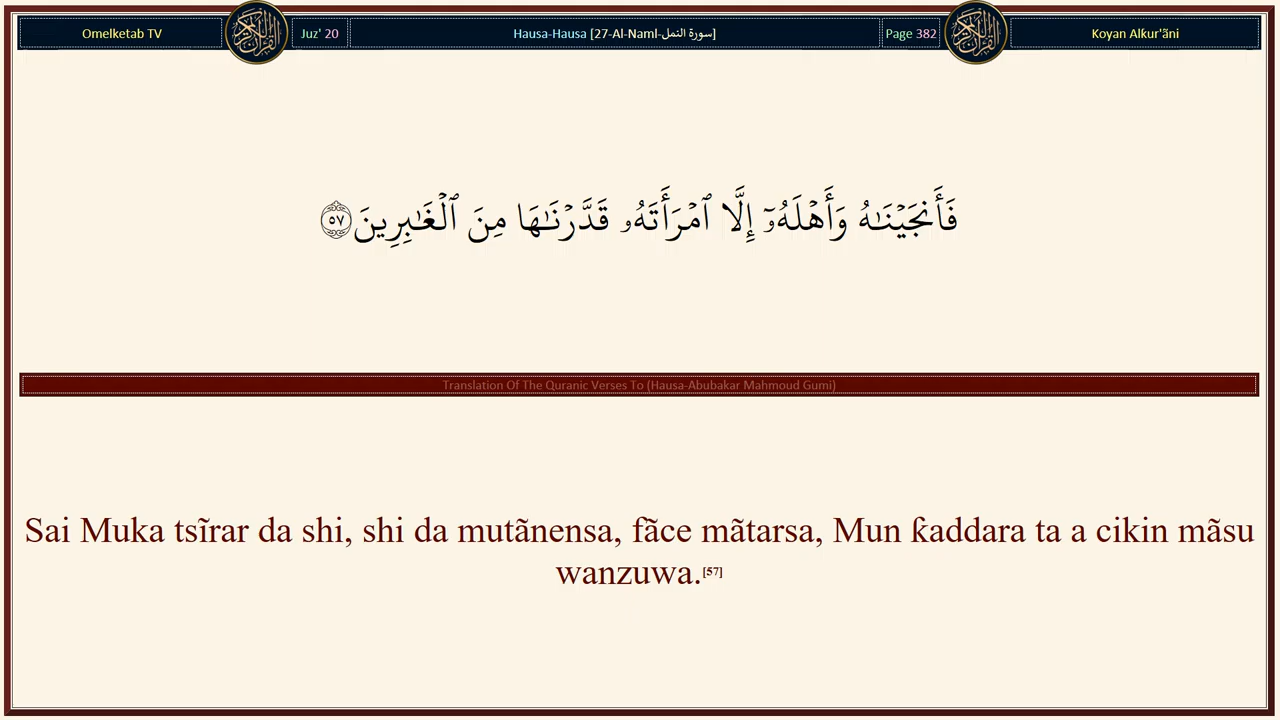 Omelketab TV
Juz' 20
Hausa-Hausa [27-Al-Naml-سورة النمل]
Page 382
Koyan Alƙur'ãni
فَأَنجَيۡنَٰهُ وَأَهۡلَهُۥٓ إِلَّا ٱمۡرَأَتَهُۥ قَدَّرۡنَٰهَا مِنَ ٱلۡغَٰبِرِينَ ٥٧
Translation Of The Quranic Verses To (Hausa-Abubakar Mahmoud Gumi)
Sai Muka tsĩrar da shi, shi da mutãnensa, fãce mãtarsa, Mun ƙaddara ta a cikin mãsu
wanzuwa.[57]